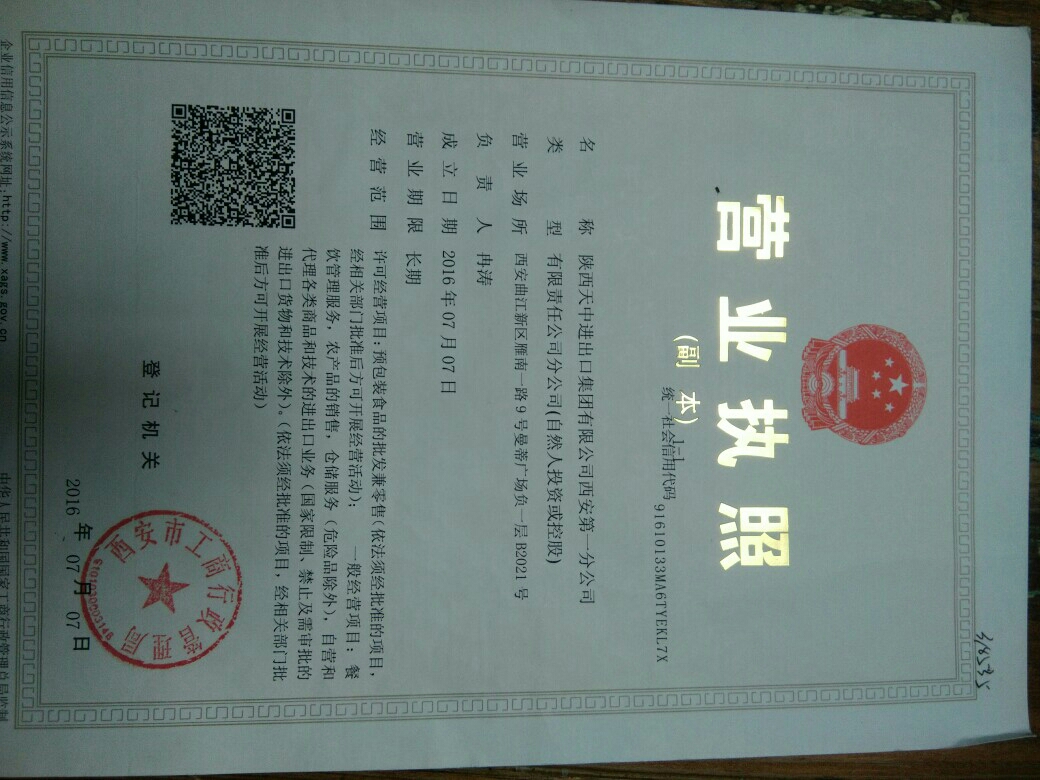 营业执照
(副 本)
1-1
统一社会信用代码 91610133MA6TYEKL7X
名称 陕西天中进出口集团有限公司西安第一分公司
类型 有限责任公司分公司(自然人投资或控股)
营业场所 西安曲江新区雁南一路9号曼蒂广场负一层B2021号
负责人 冉涛
成立日期 2016年07月07日
营业期限 长期
经营范围 许可经营项目:预包装食品的批发兼零售(依法须经批准的项目,
经相关部门批准后方可开展经营活动); 一般经营项目:餐
饮管理服务,农产品的销售,仓储服务(危险品除外),自营和
代理各类商品和技术的进出口业务(国家限制、禁止及需审批的
进出口货物和技术除外)。(依法须经批准的项目,经相关部门批
准后方可开展经营活动)
登记机关
西安市工商行政管理局
2016年07月07日
企业信用信息公示系统网址:http://www.xags.gov.cn
中华人民共和国国家工商行政管理总局监制